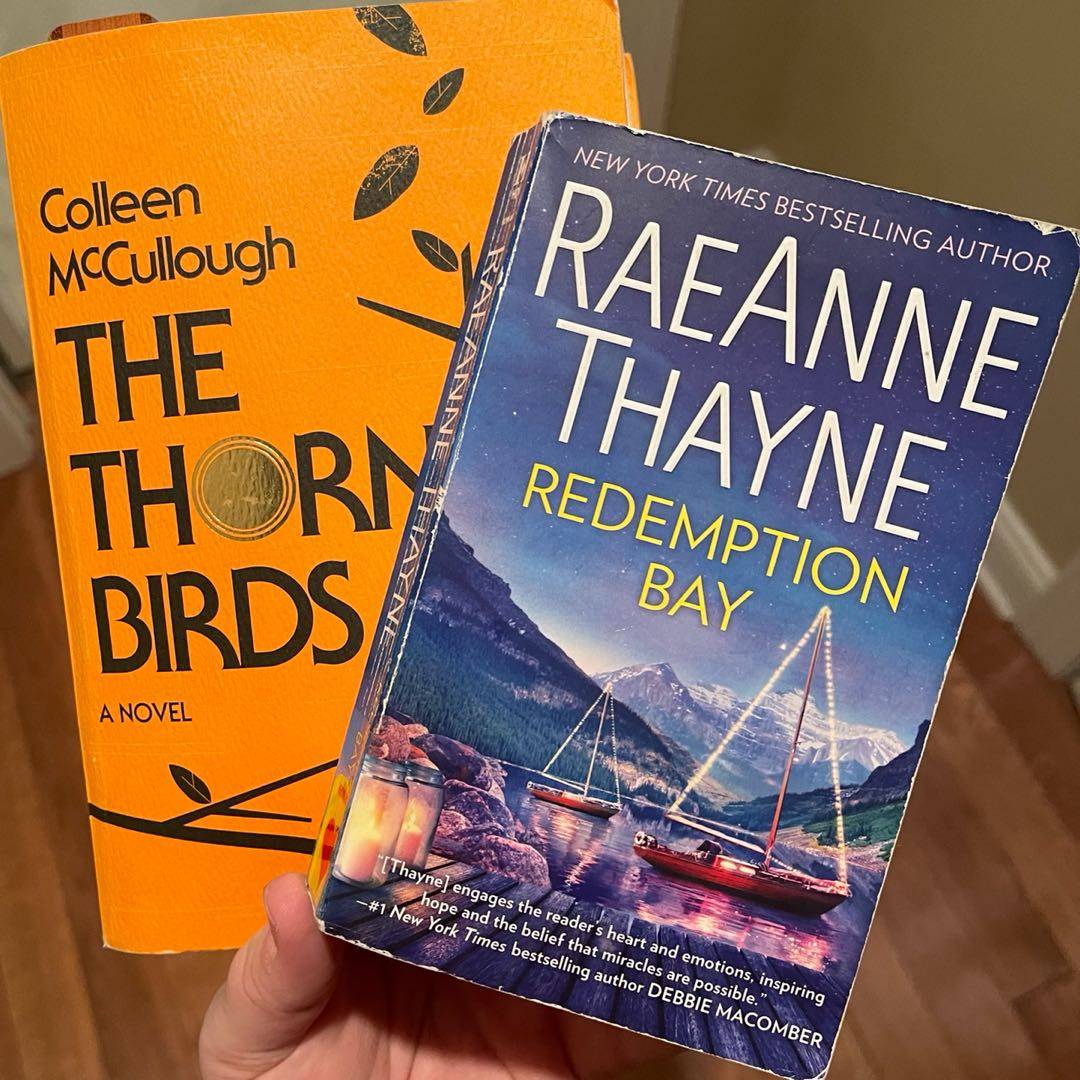 Colleen
McCullough
THE
THORN
BIRDS
A NOVEL
RAEANNE THAYNE
NEW YORK TIMES BESTSELLING AUTHOR
RAEANNE
THAYNE
REDEMPTION
BAY
"[Thayne] engages the reader's heart and emotions, inspiring
hope and the belief that miracles are possible."
—#1 New York Times bestselling author DEBBIE MACOMBER